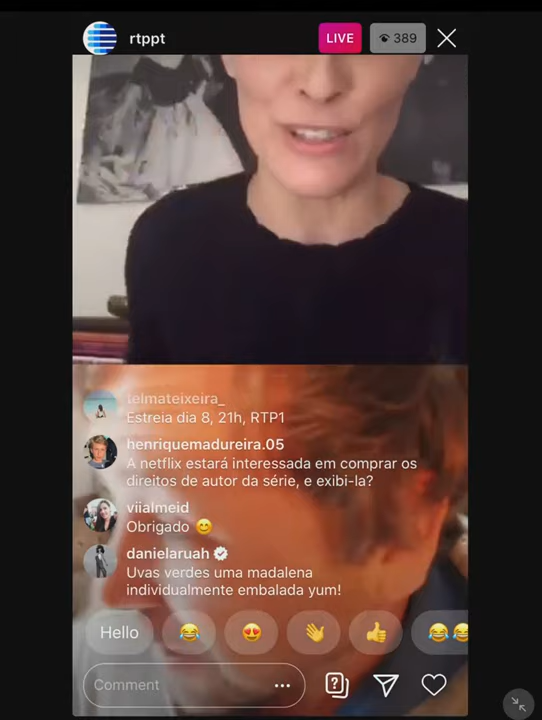 rtppt
LIVE
389
telmateixeira_
Estreia dia 8, 21h, RTP1
henriquemadureira.05
A netflix estará interessada em comprar os
direitos de autor da série, e exibi-la?
viialmeid
Obrigado 😊
danielaruah
Uvas verdes uma madalena
individualmente embalada yum!
Hello
Comment